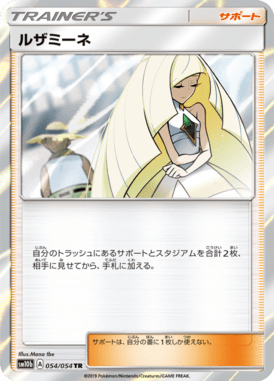 TRAINER'S
サポート
ルザミーネ
自分のトラッシュにあるサポートとスタジアムを合計2枚、
相手に見せてから、手札に加える。
Illus.Mana Ibe
サポートは、自分の番に1枚しか使えない。
sm10b A 054/054 TR
©2019 Pokémon/Nintendo/Creatures/GAME FREAK.